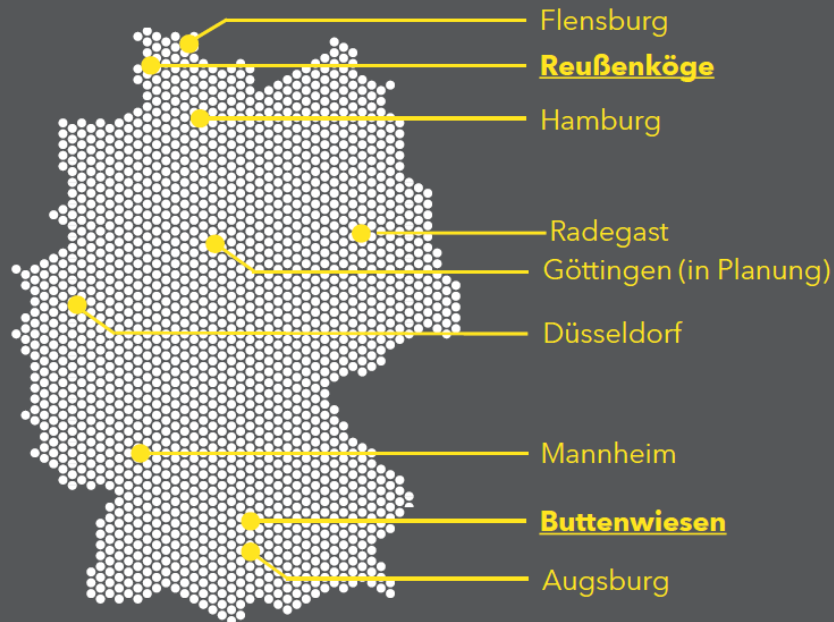 Flensburg
Reußenköge
Hamburg
Radegast
Göttingen (in Planung)
Düsseldorf
Mannheim
Buttenwiesen
Augsburg